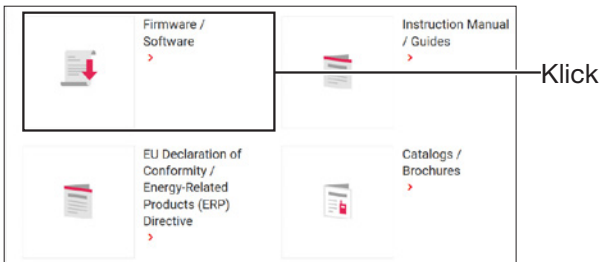 Firmware /
Software
>
Instruction Manual
/ Guides
>
Klick
EU Declaration of
Conformity /
Energy-Related
Products (ERP)
Directive
>
Catalogs /
Brochures
>